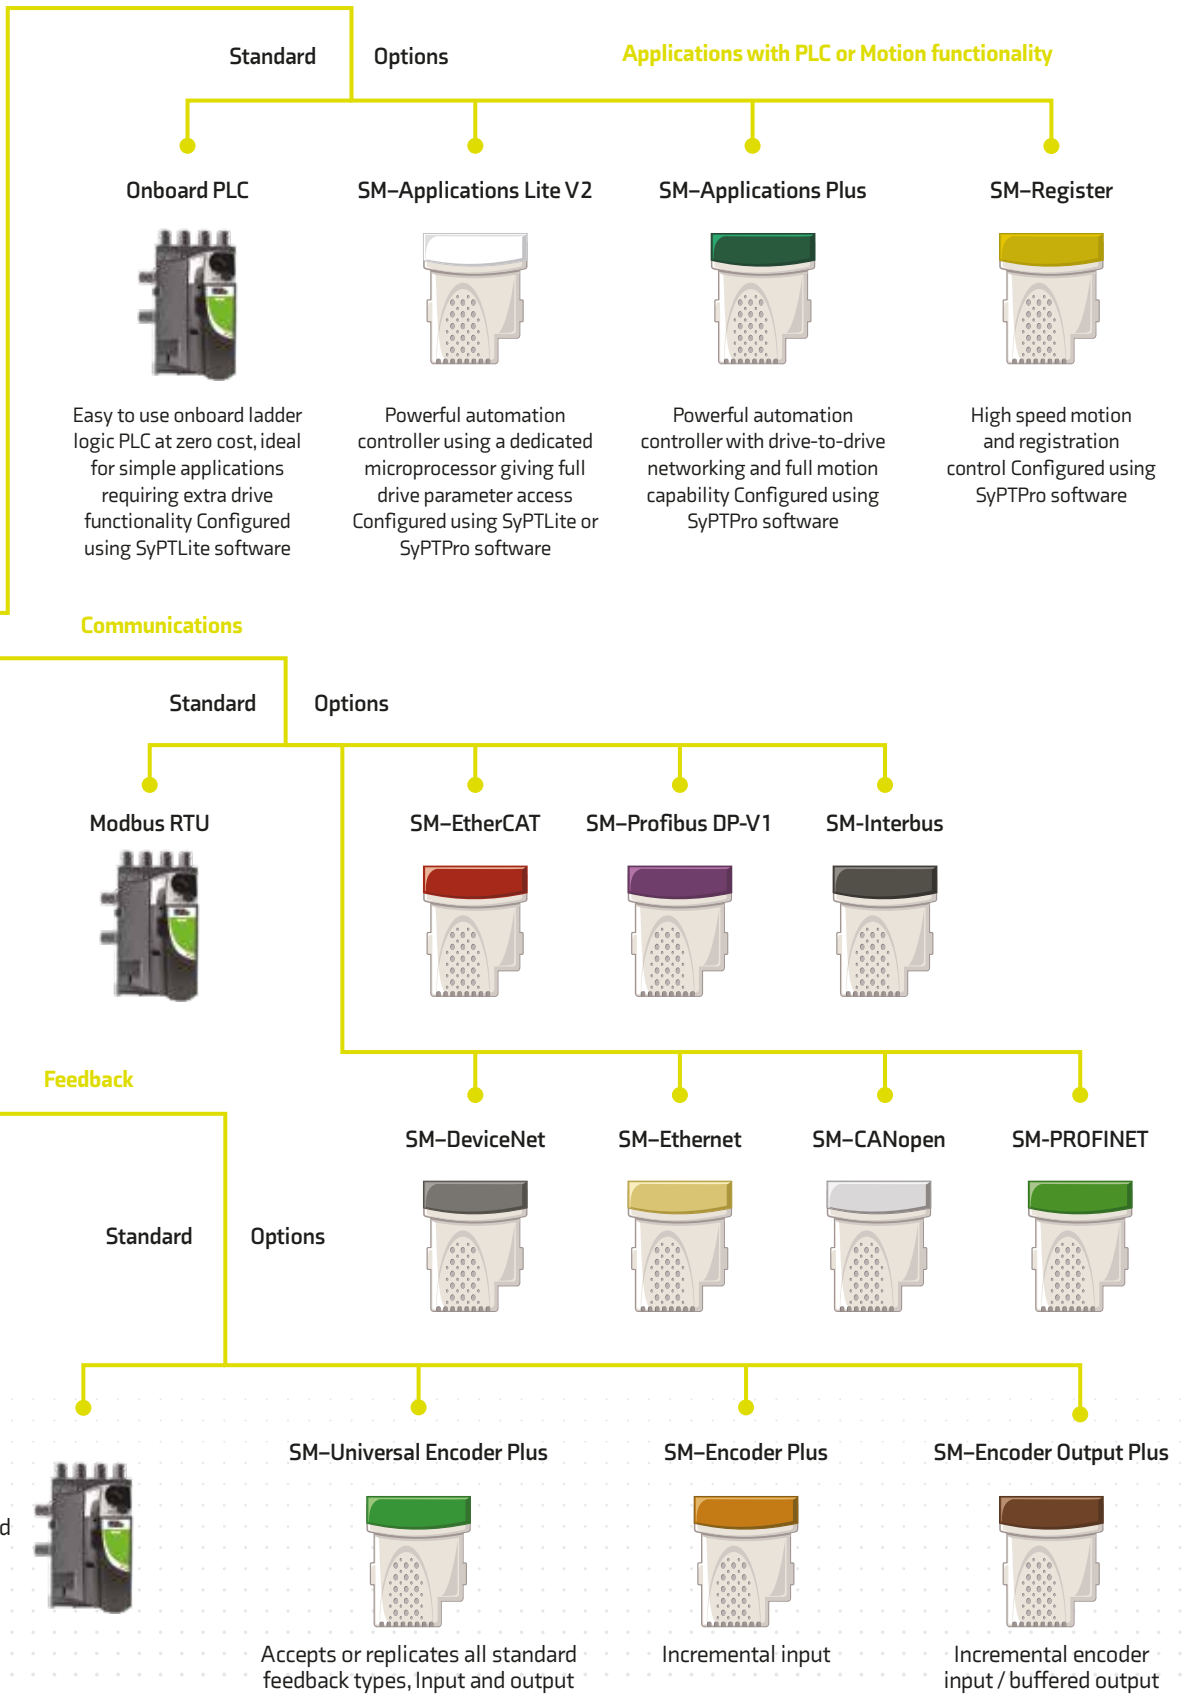 Standard
Options
Applications with PLC or Motion functionality
Onboard PLC
SM–Applications Lite V2
SM–Applications Plus
SM–Register
Easy to use onboard ladder
logic PLC at zero cost, ideal
for simple applications
requiring extra drive
functionality Configured
using SyPTLite software
Powerful automation
controller using a dedicated
microprocessor giving full
drive parameter access
Configured using SyPTLite or
SyPTPro software
Powerful automation
controller with drive-to-drive
networking and full motion
capability Configured using
SyPTPro software
High speed motion
and registration
control Configured using
SyPTPro software
Communications
Standard
Options
Modbus RTU
SM–EtherCAT
SM–Profibus DP-V1
SM-Interbus
Feedback
SM–DeviceNet
SM–Ethernet
SM–CANopen
SM-PROFINET
Standard
Options
SM–Universal Encoder Plus
SM–Encoder Plus
SM–Encoder Output Plus
d
Accepts or replicates all standard
feedback types, Input and output
Incremental input
Incremental encoder
input / buffered output